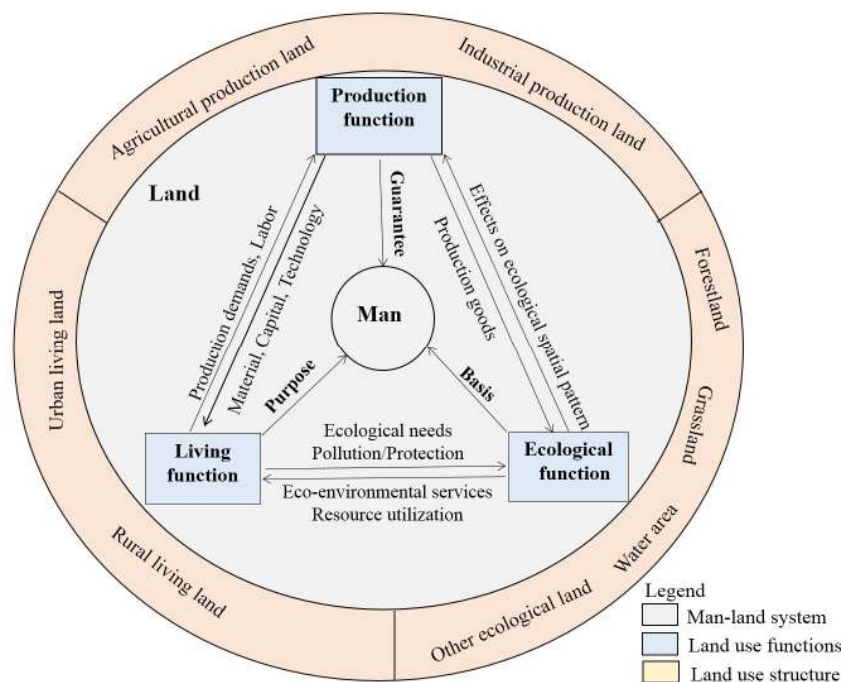 Agricultural production land
Industrial production land
Production
function
Land
Guarantee
Production demands, Labor
Material, Capital, Technology
Effects on ecological spatial pattern
Production goods
Man
Purpose
Basis
Urban living land
Forestland
Grassland
Living
function
Ecological needs
Pollution/Protection
Eco-environmental services
Resource utilization
Ecological
function
Rural living land
Water area
Other ecological land
Legend
Man-land system
Land use functions
Land use structure